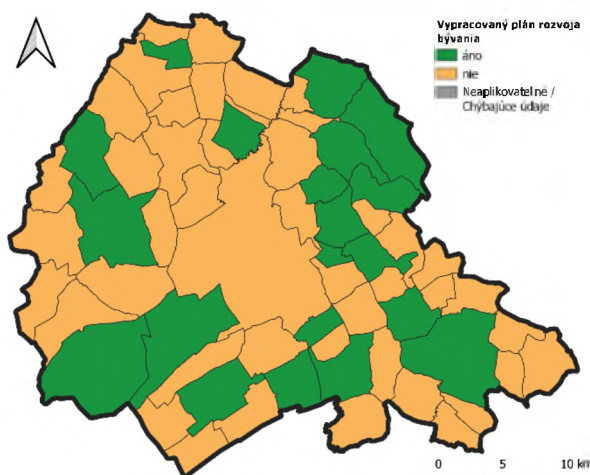 Vypracovaný plán rozvoja
bývania
áno
nie
Neaplikovateľné /
Chýbajúce údaje
0 5 10 km